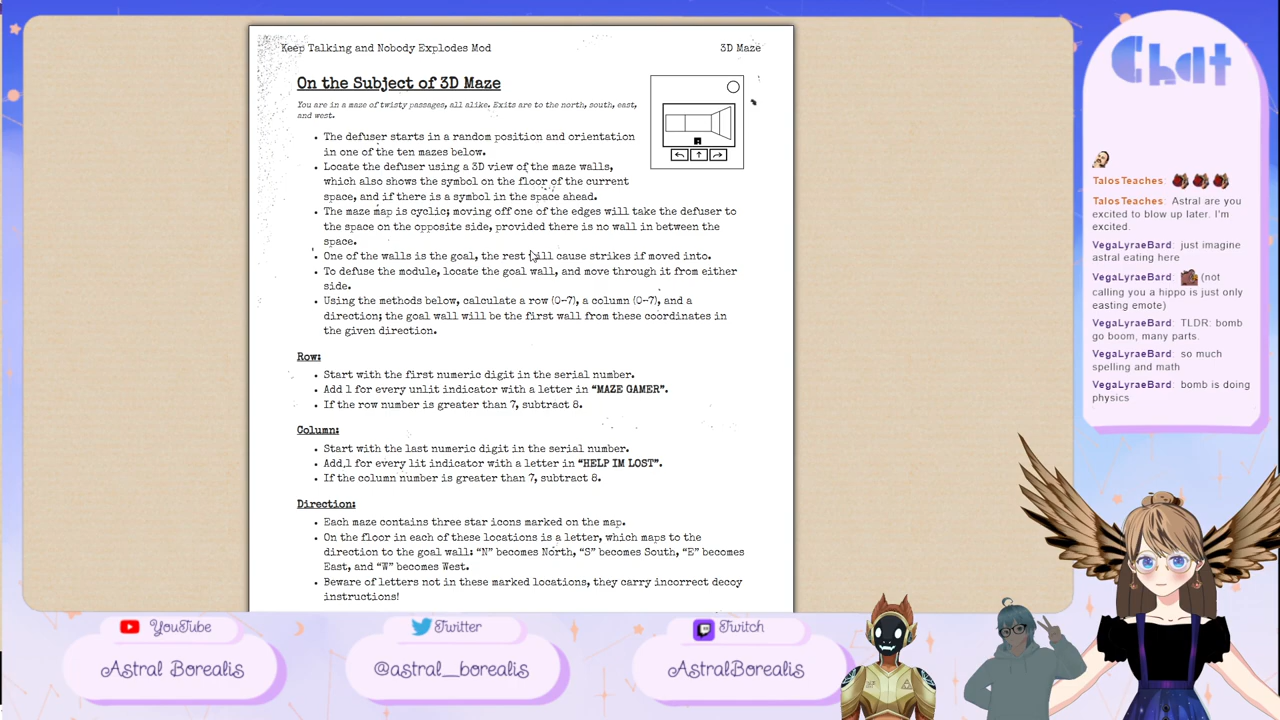 Keep Talking and Nobody Explodes Mod
3D Maze
On the Subject of 3D Maze
You are in a maze of twisty passages, all alike. Exits are to the north, south, east,
and west.
• The defuser starts in a random position and orientation
in one of the ten mazes below.
• Locate the defuser using a 3D view of the maze walls,
which also shows the symbol on the floor of the current
space, and if there is a symbol in the space ahead.
• The maze map is cyclic; moving off one of the edges will take the defuser to
the space on the opposite side, provided there is no wall in between the
space.
• One of the walls is the goal, the rest will cause strikes if moved into.
• To defuse the module, locate the goal wall, and move through it from either
side.
• Using the methods below, calculate a row (0-7), a column (0-7), and a
direction; the goal wall will be the first wall from these coordinates in
the given direction.
Row:
• Start with the first numeric digit in the serial number.
• Add 1 for every unlit indicator with a letter in “MAZE GAMER”.
• If the row number is greater than 7, subtract 8.
Column:
• Start with the last numeric digit in the serial number.
• Add 1 for every lit indicator with a letter in “HELP IM LOST”.
• If the column number is greater than 7, subtract 8.
Direction:
• Each maze contains three star icons marked on the map.
• On the floor in each of these locations is a letter, which maps to the
direction to the goal wall: “N” becomes North, “S” becomes South, “E” becomes
East, and “W” becomes West.
• Beware of letters not in these marked locations, they carry incorrect decoy
instructions!
Chat
TalosTeaches:
TalosTeaches: Astral are you
excited to blow up later. I'm
excited.
VegaLyraeBard: just imagine
astral eating here
VegaLyraeBard: (not
calling you a hippo is just only
easting emote)
VegaLyraeBard: TLDR: bomb
go boom, many parts.
VegaLyraeBard: so much
spelling and math
VegaLyraeBard: bomb is doing
physics
YouTube
Astral Borealis
Twitter
@astral__borealis
Twitch
AstralBorealis